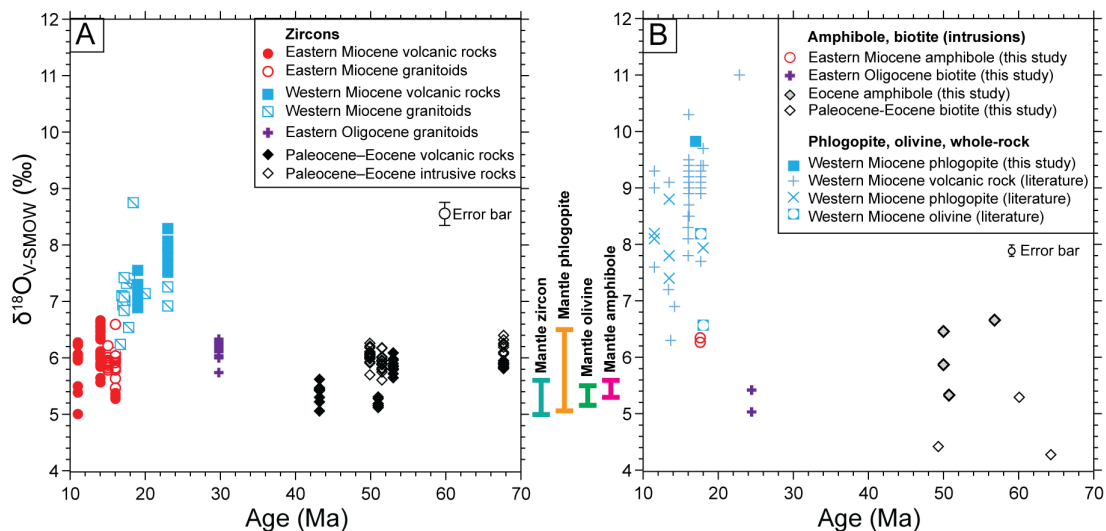 A
Zircons
Eastern Miocene volcanic rocks
Eastern Miocene granitoids
Western Miocene volcanic rocks
Western Miocene granitoids
Eastern Oligocene granitoids
Paleocene–Eocene volcanic rocks
Paleocene–Eocene intrusive rocks
Error bar
12
11
10
9
8
7
6
5
4
δ18OV-SMOW (‰)
10 20 30 40 50 60 70
Age (Ma)
Mantle zircon
Mantle phlogopite
Mantle olivine
Mantle amphibole
B
Amphibole, biotite (intrusions)
Eastern Miocene amphibole (this study
Eastern Oligocene biotite (this study)
Eocene amphibole (this study)
Paleocene-Eocene biotite (this study)
Phlogopite, olivine, whole-rock
Western Miocene phlogopite (this study)
Western Miocene volcanic rock (literature)
Western Miocene phlogopite (literature)
Western Miocene olivine (literature)
Error bar
12
11
10
9
8
7
6
5
4
10 20 30 40 50 60 70
Age (Ma)